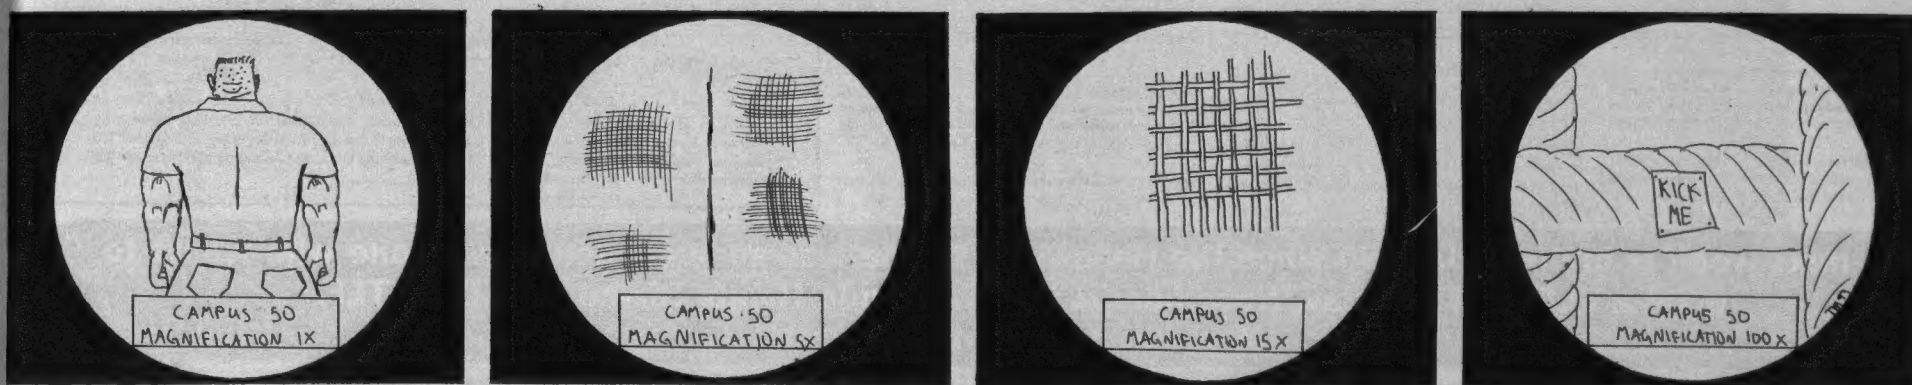 CAMPUS 50
MAGNIFICATION 1X
CAMPUS 50
MAGNIFICATION 5X
CAMPUS 50
MAGNIFICATION 15X
KICK
ME
CAMPUS 50
MAGNIFICATION 100X